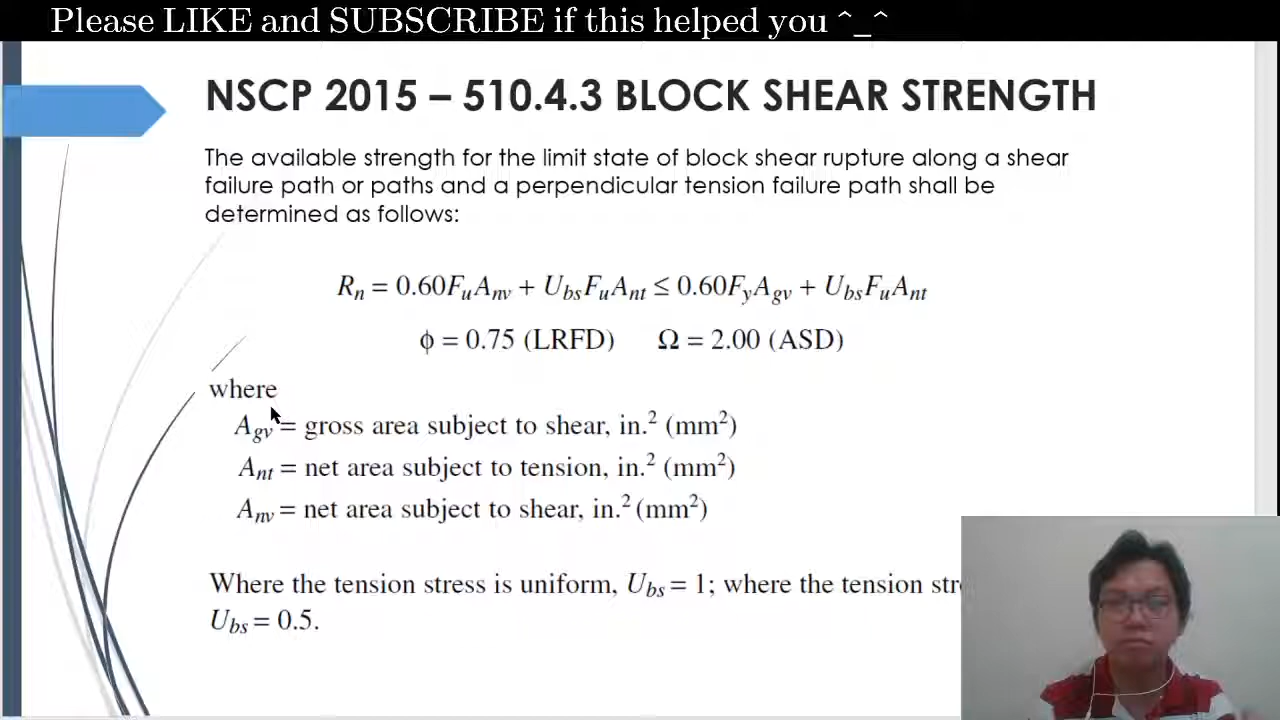 Please LIKE and SUBSCRIBE if this helped you ^_^
NSCP 2015 – 510.4.3 BLOCK SHEAR STRENGTH
The available strength for the limit state of block shear rupture along a shear
failure path or paths and a perpendicular tension failure path shall be
determined as follows:
Rn = 0.60FuAnv + UbsFuAnt ≤ 0.60FyAgv + UbsFuAnt
ϕ = 0.75 (LRFD) Ω = 2.00 (ASD)
where
Agv = gross area subject to shear, in.² (mm²)
Ant = net area subject to tension, in.² (mm²)
Anv = net area subject to shear, in.² (mm²)
Where the tension stress is uniform, Ubs = 1; where the tension
Ubs = 0.5.